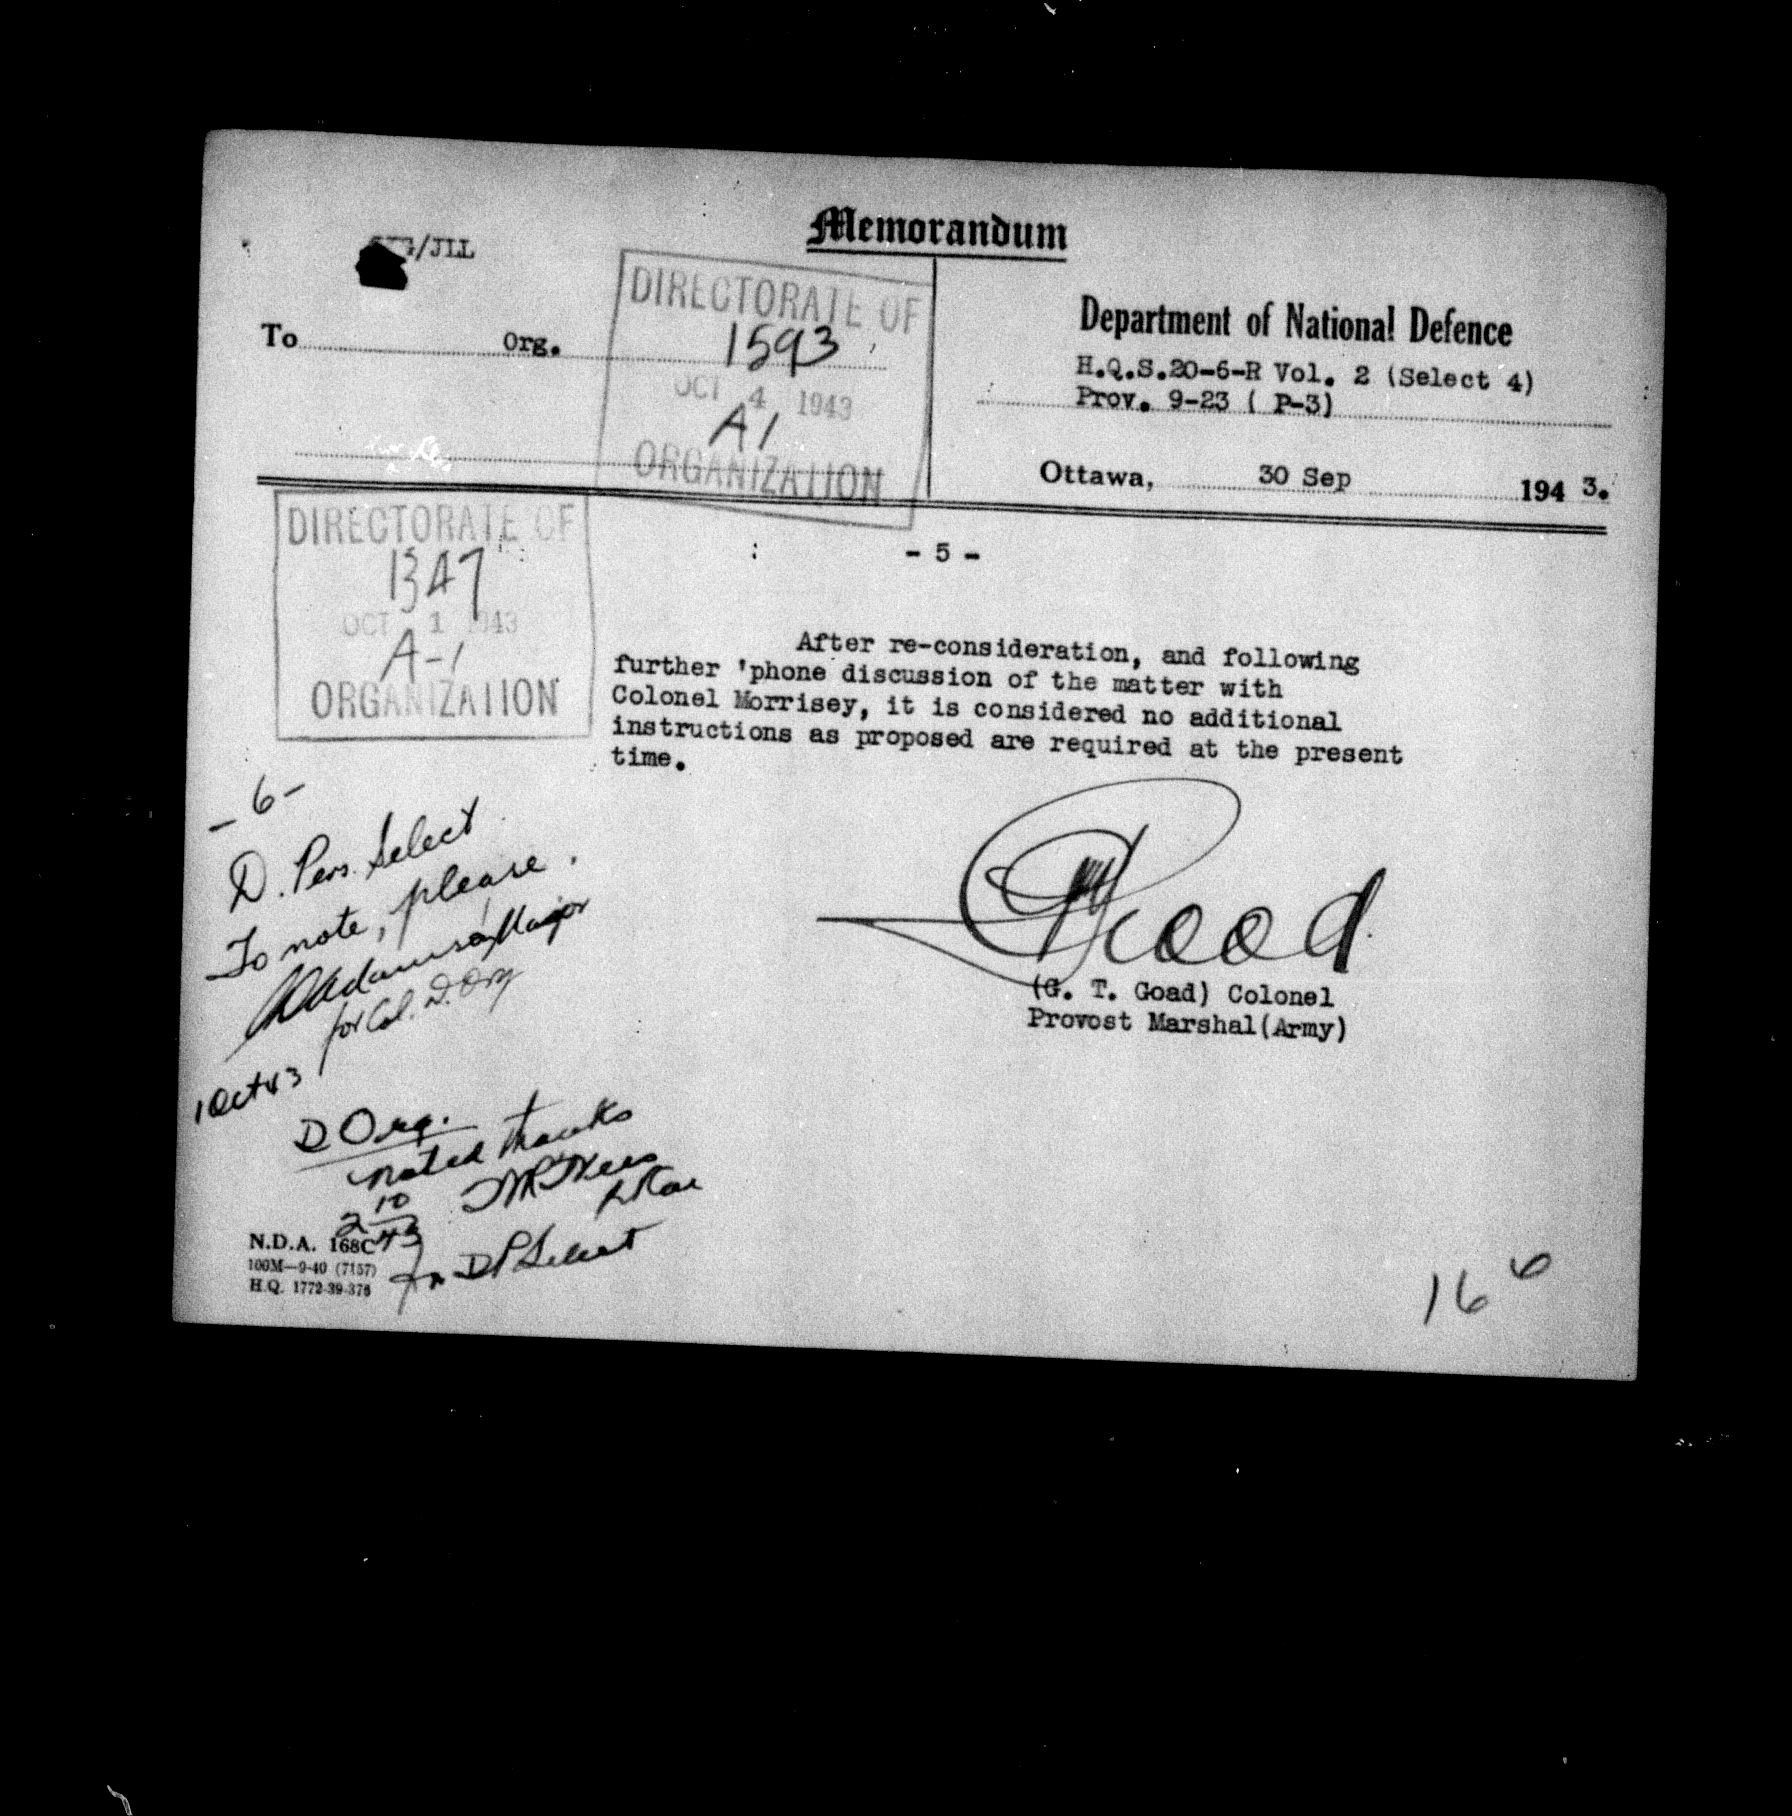 Memorandum
/JLL
To Org.
DIRECTORATE OF
1593
OCT 4 1943
A1
ORGANIZATION
Department of National Defence
H.Q.S.20-6-R Vol. 2 (Select 4)
Prov. 9-23 ( P-3)
Ottawa, 30 Sep 194 3.
DIRECTORATE OF
1347
OCT 1 1943
A-1
ORGANIZATION
- 5 -
After re-consideration, and following
further 'phone discussion of the matter with
Colonel Morrisey, it is considered no additional
instructions as proposed are required at the present
time.
Goad
(G. T. Goad) Colonel
Provost Marshal(Army)
- 6 -
D. Pers. Select
To note, please.
Major
for Col. D. Org
1 Oct 43
D Org.
noted thanks
2 10/43
for D P Select
N.D.A. 168C
100M—9-40 (7157)
H.Q. 1772-39-376
16 6